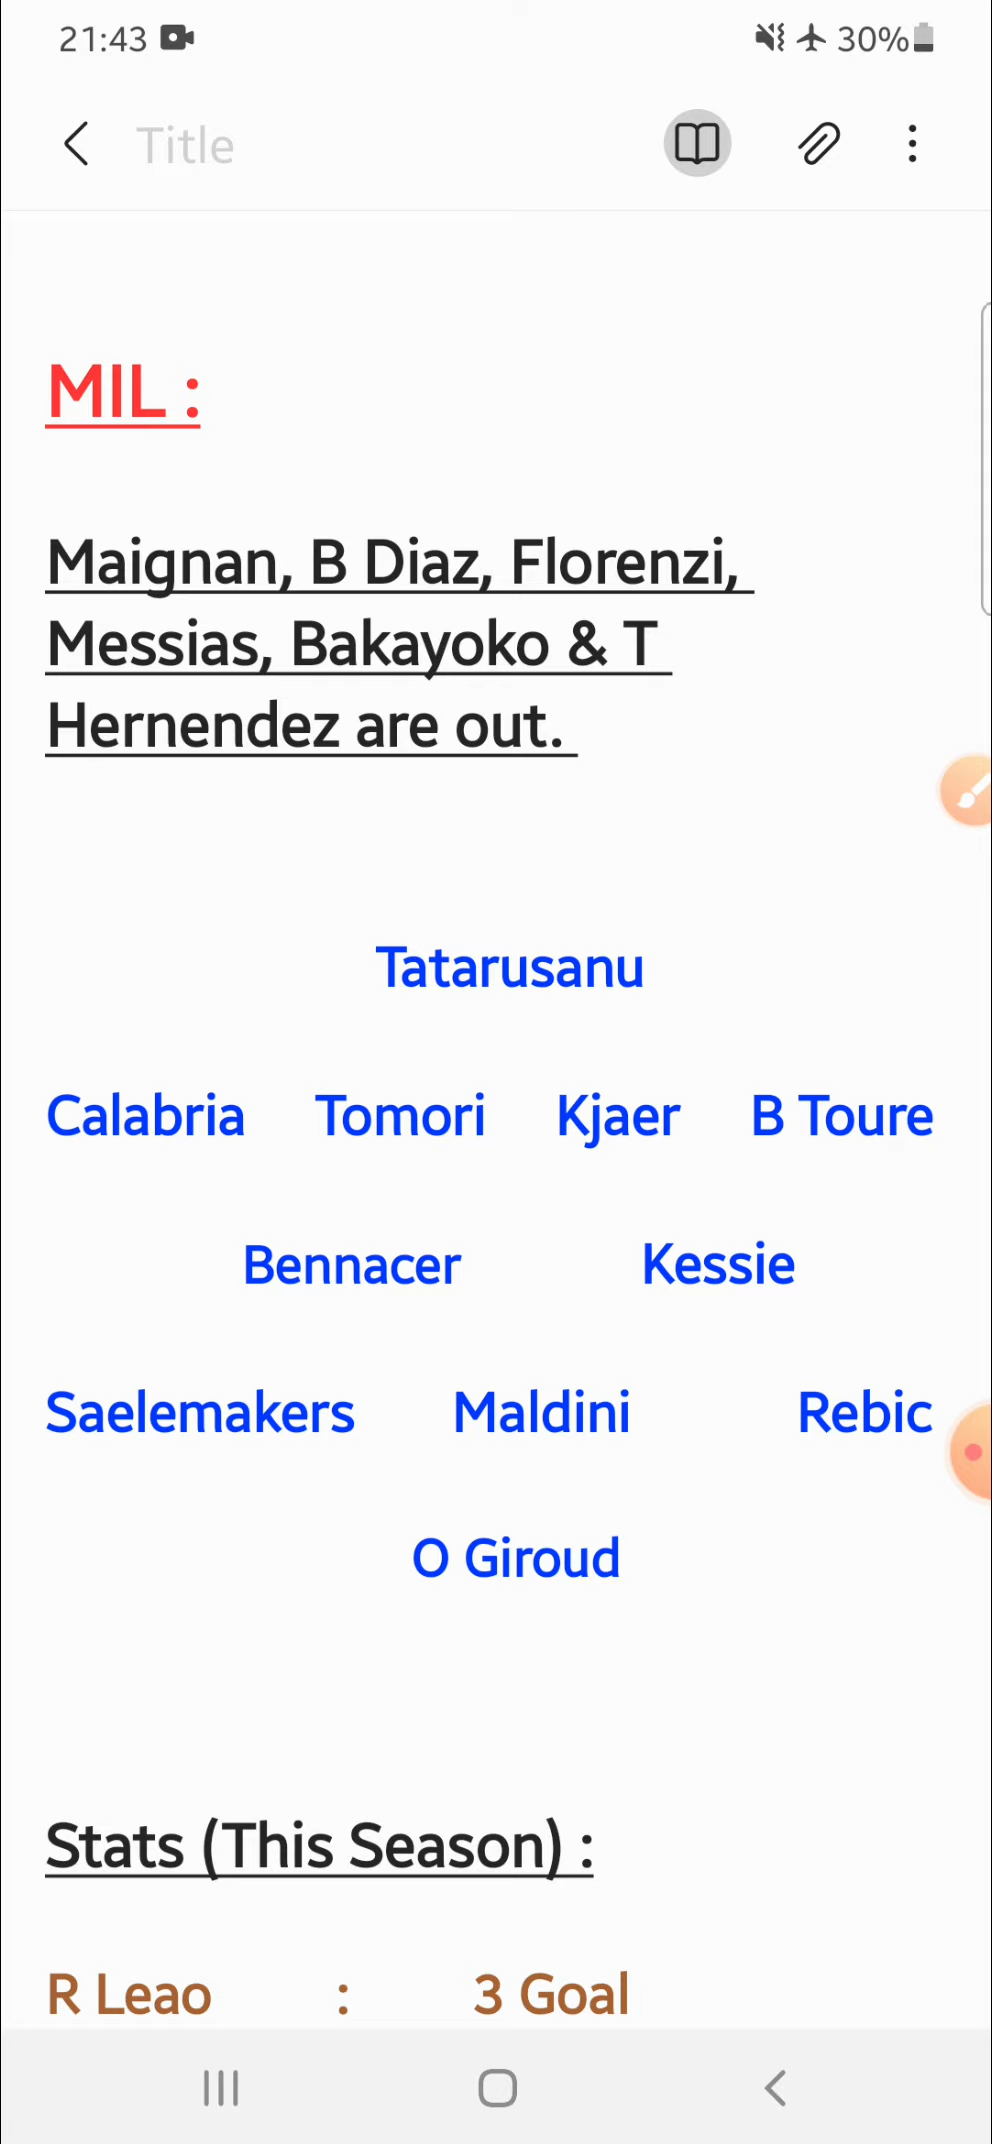 21:43 30%
Title
MIL :
Maignan, B Diaz, Florenzi,
Messias, Bakayoko & T
Hernendez are out.
Tatarusanu
Calabria Tomori Kjaer B Toure
Bennacer Kessie
Saelemakers Maldini Rebic
O Giroud
Stats (This Season) :
R Leao : 3 Goal